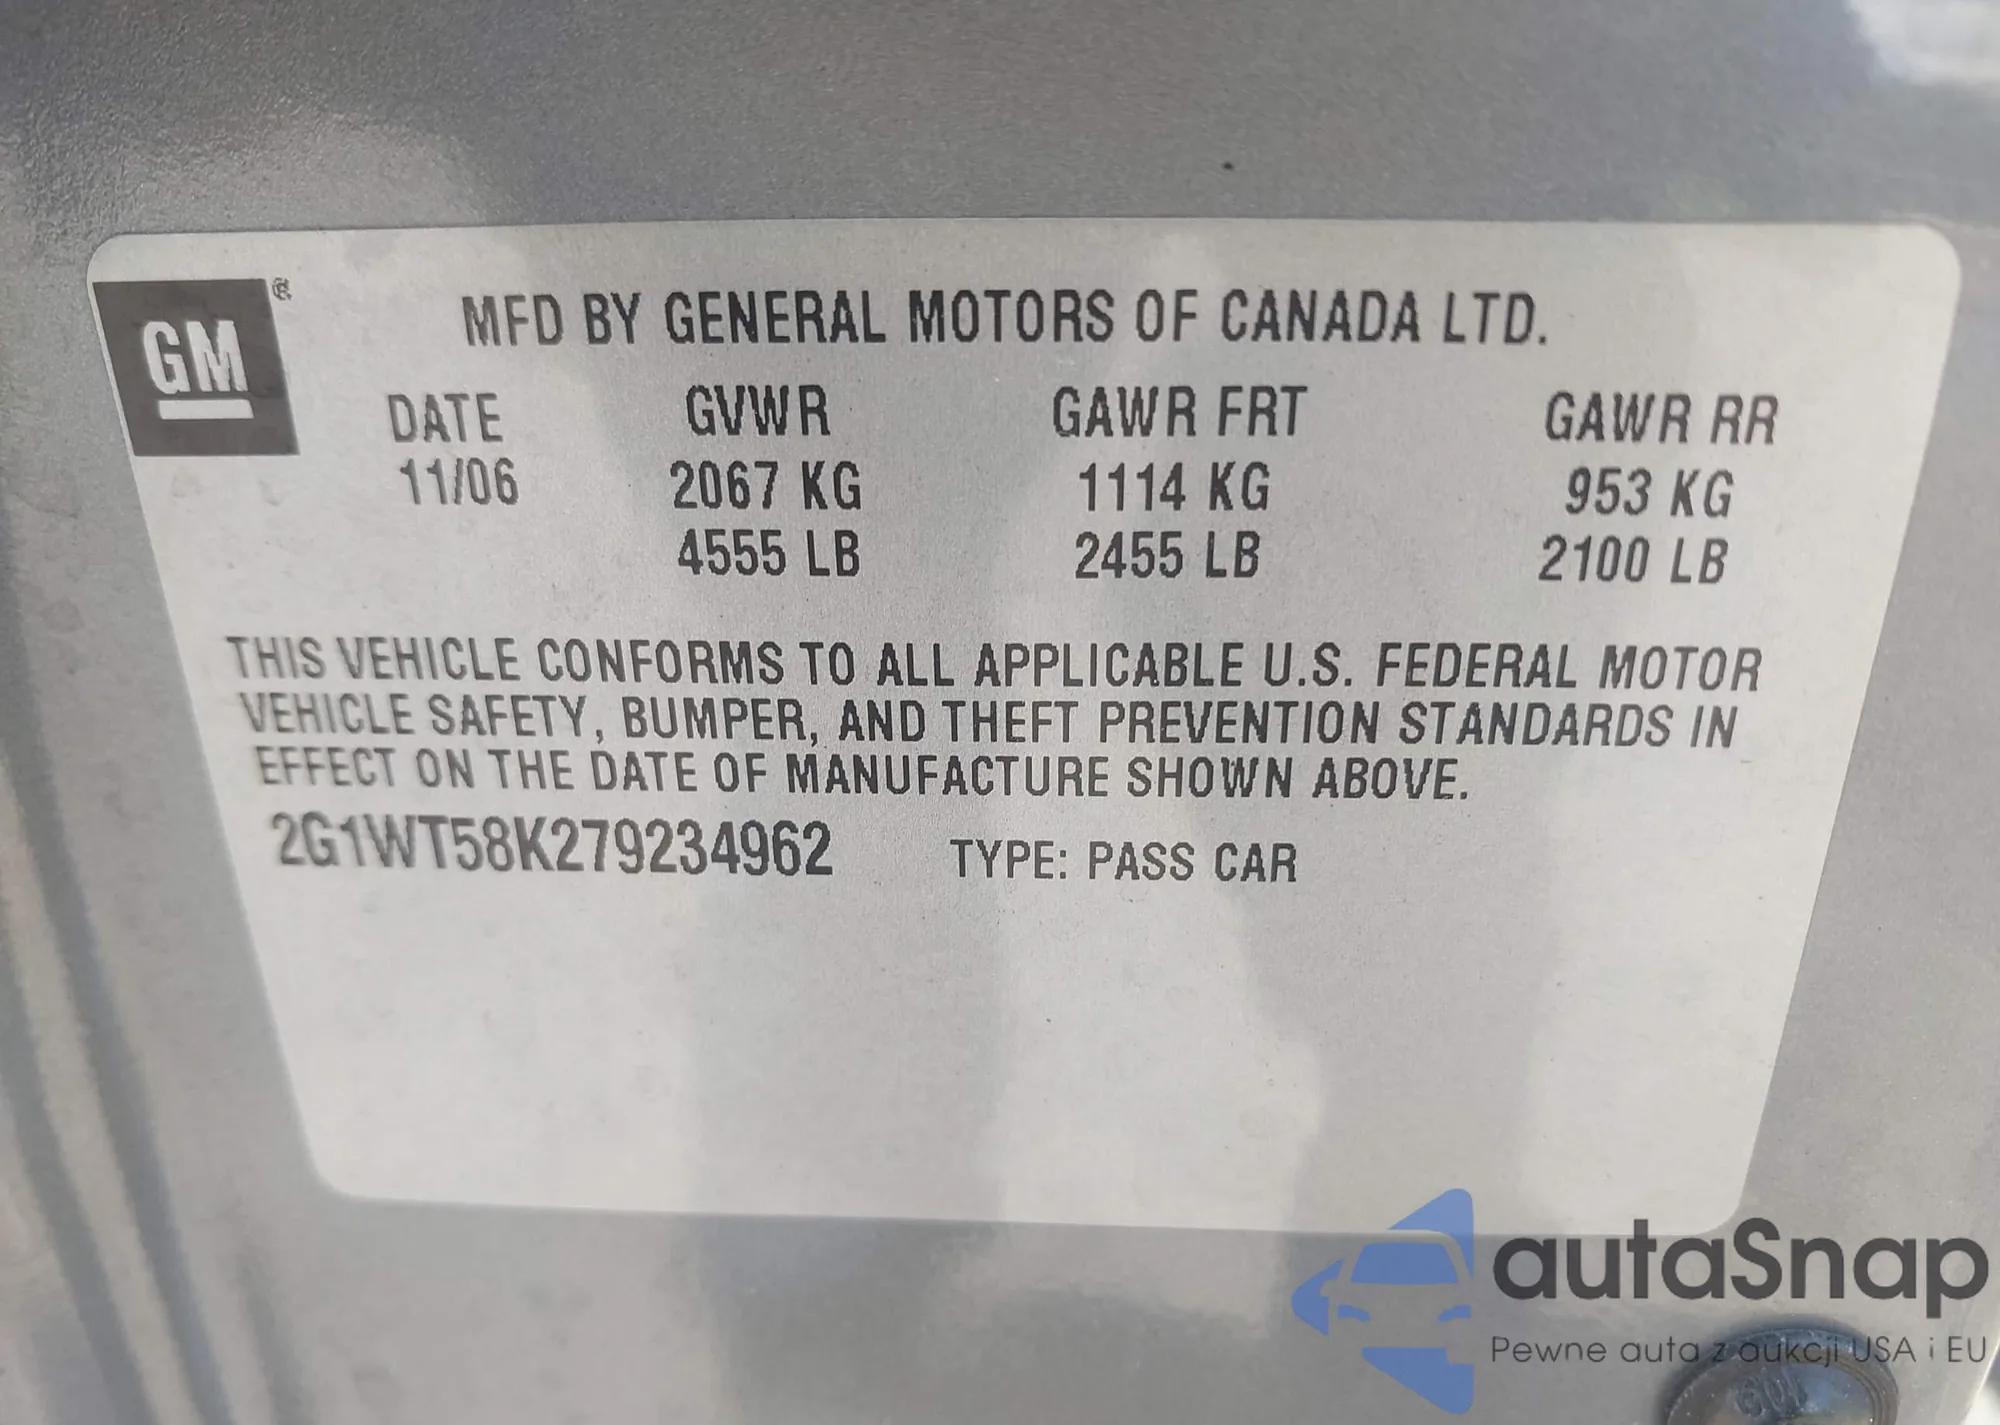 GM ®
MFD BY GENERAL MOTORS OF CANADA LTD.
DATE GVWR GAWR FRT GAWR RR
11/06 2067 KG 1114 KG 953 KG
4555 LB 2455 LB 2100 LB
THIS VEHICLE CONFORMS TO ALL APPLICABLE U.S. FEDERAL MOTOR
VEHICLE SAFETY, BUMPER, AND THEFT PREVENTION STANDARDS IN
EFFECT ON THE DATE OF MANUFACTURE SHOWN ABOVE.
2G1WT58K279234962 TYPE: PASS CAR
autaSnap
Pewne auta z aukcji USA i EU